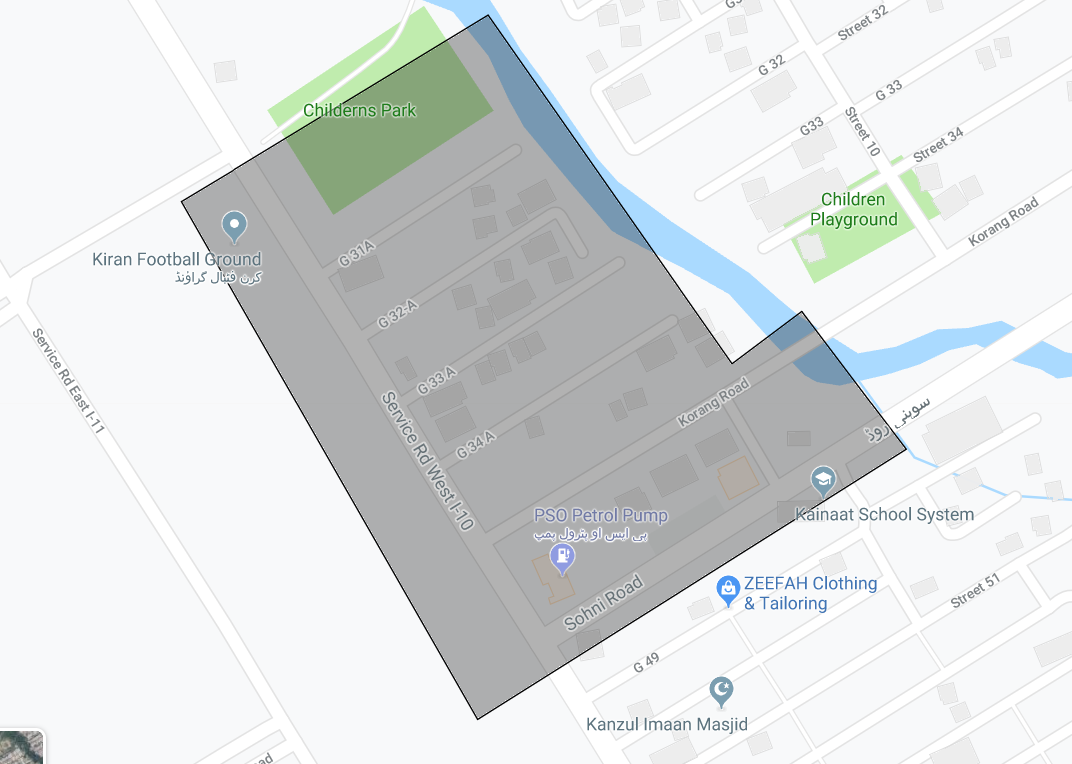 G3
Street 32
G 32
G 33
G33
Street 10
Street 34
Childerns Park
Children
Playground
Korang Road
G 31A
Kiran Football Ground
کرن فٹبال گراؤنڈ
G 32-A
Service Rd East I-11
G 33 A
Korang Road
Service Rd West I-10
سوہنی روڈ
G 34 A
Kainaat School System
PSO Petrol Pump
پی ایس او پٹرول پمپ
Sohni Road
ZEEFAH Clothing
& Tailoring
Street 51
G 49
Kanzul Imaan Masjid